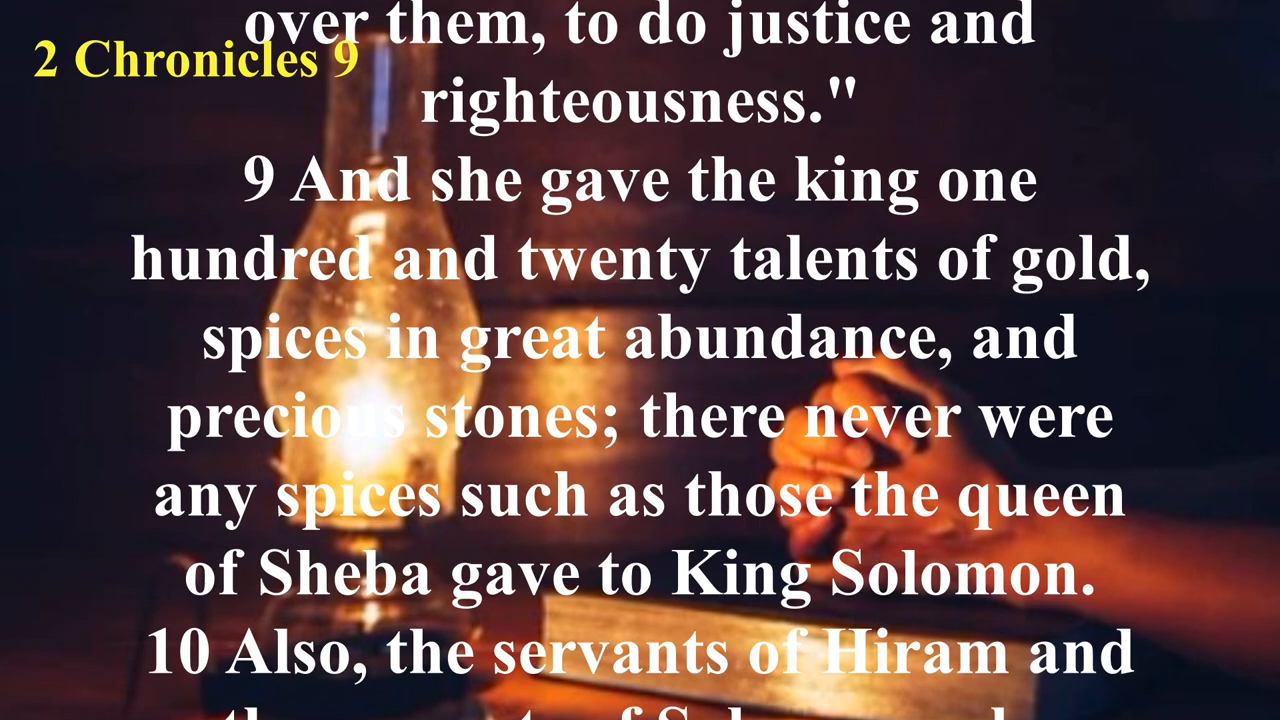 2 Chronicles 9
over them, to do justice and
righteousness."
9 And she gave the king one
hundred and twenty talents of gold,
spices in great abundance, and
precious stones; there never were
any spices such as those the queen
of Sheba gave to King Solomon.
10 Also, the servants of Hiram and